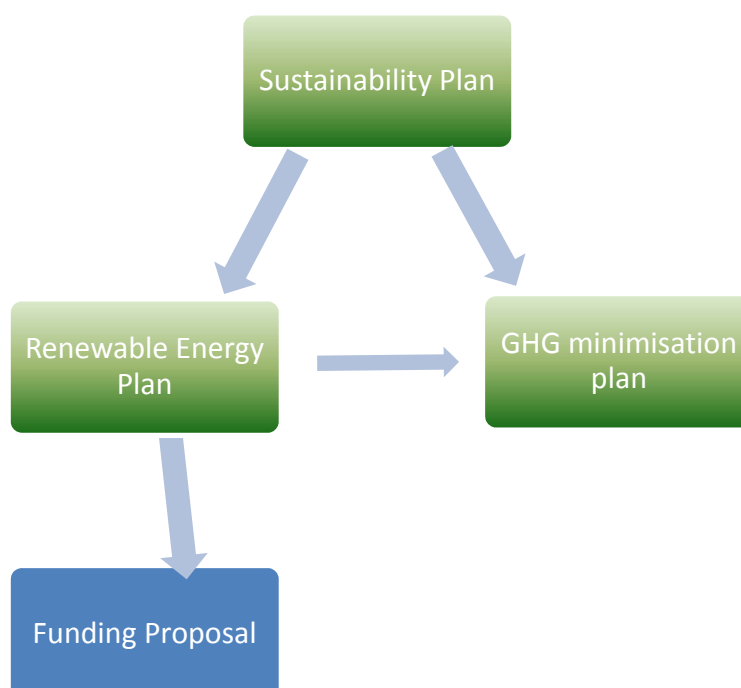 Sustainability Plan
Renewable Energy
Plan
GHG minimisation
plan
Funding Proposal